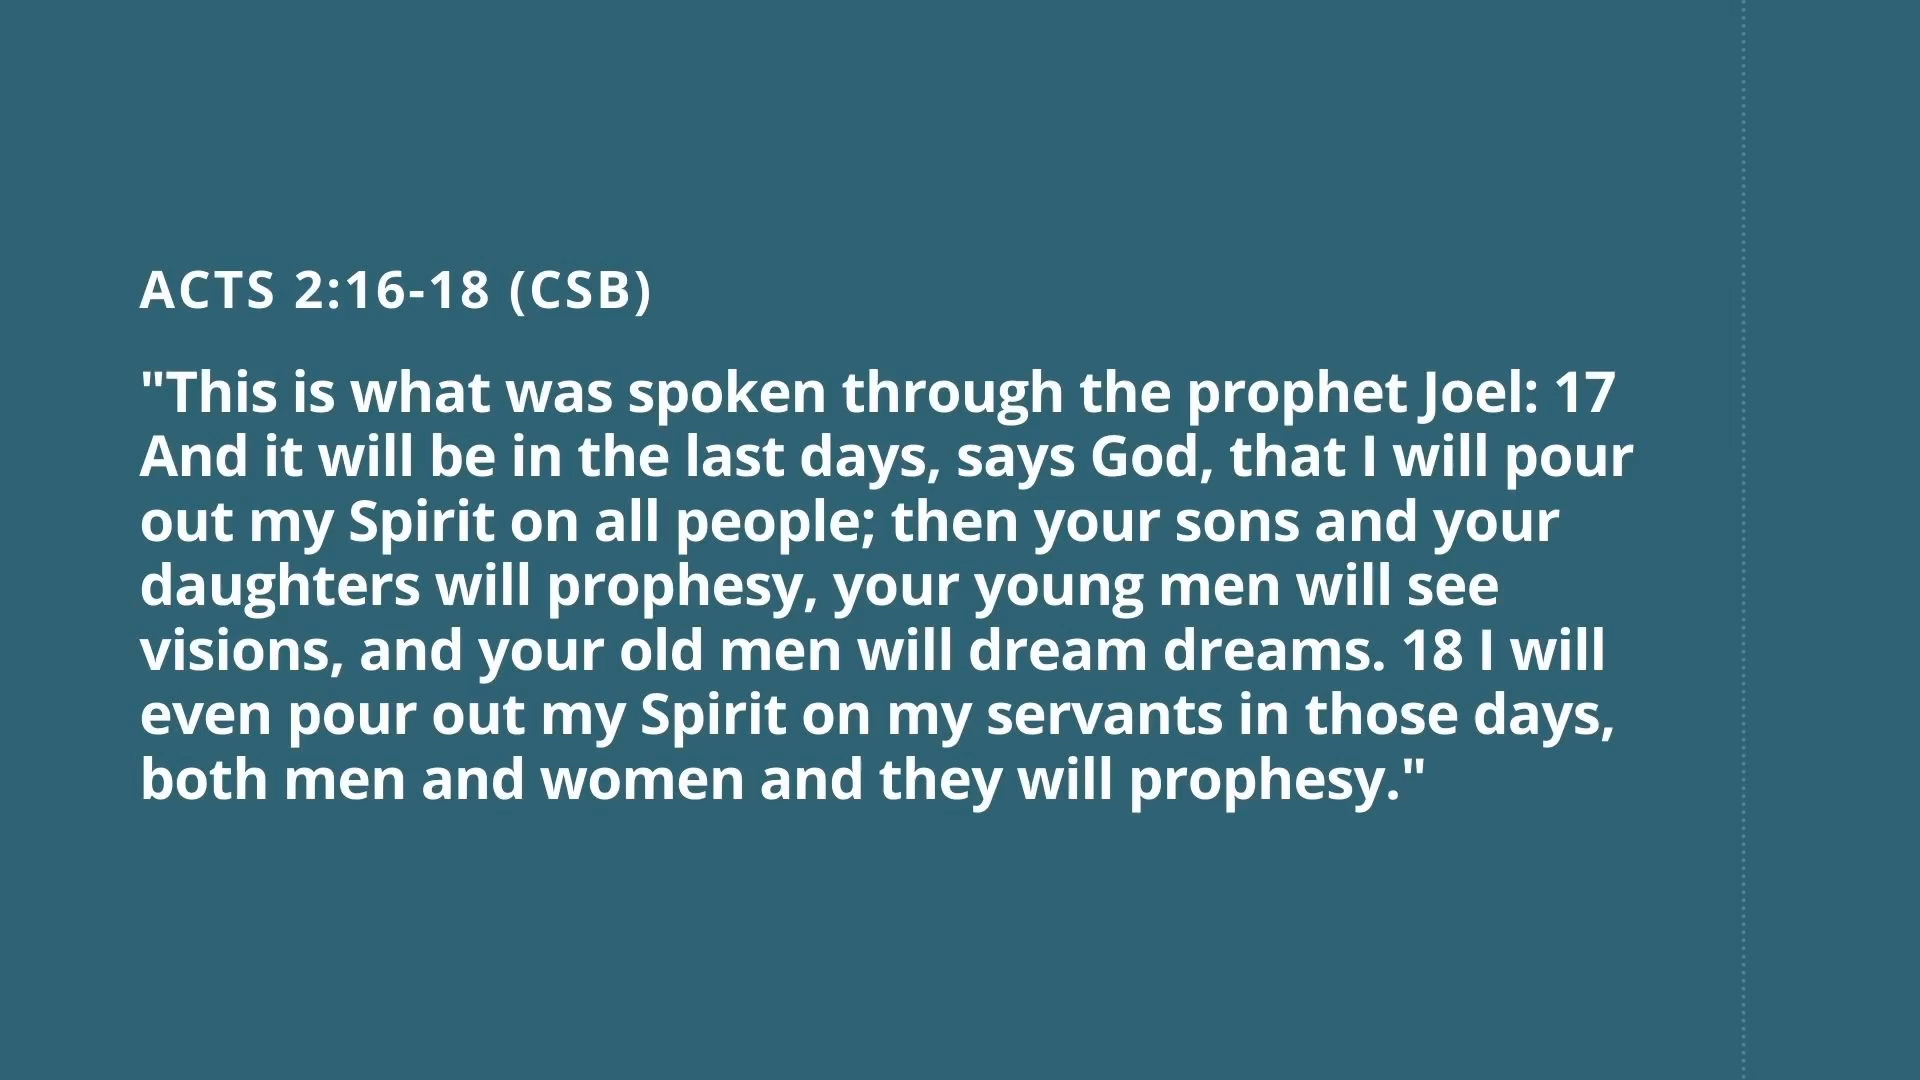 ACTS 2:16-18 (CSB)
"This is what was spoken through the prophet Joel: 17
And it will be in the last days, says God, that I will pour
out my Spirit on all people; then your sons and your
daughters will prophesy, your young men will see
visions, and your old men will dream dreams. 18 I will
even pour out my Spirit on my servants in those days,
both men and women and they will prophesy."